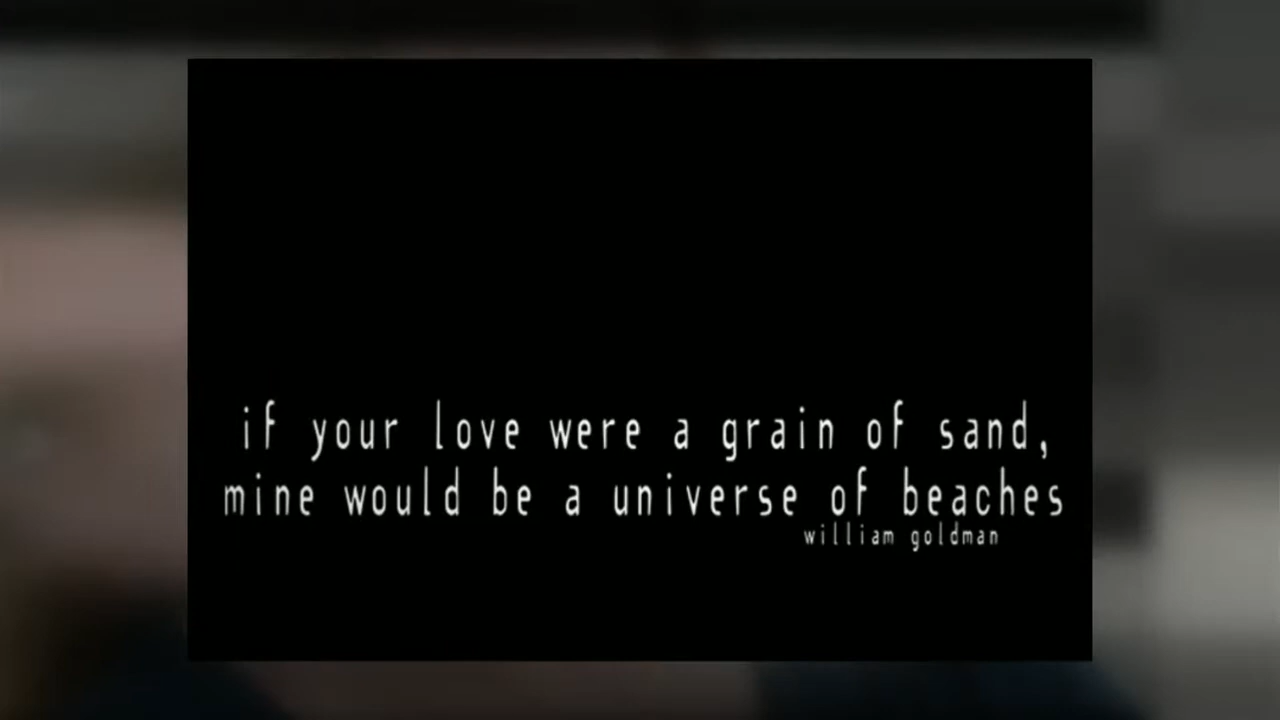 if your love were a grain of sand,
mine would be a universe of beaches
william goldman